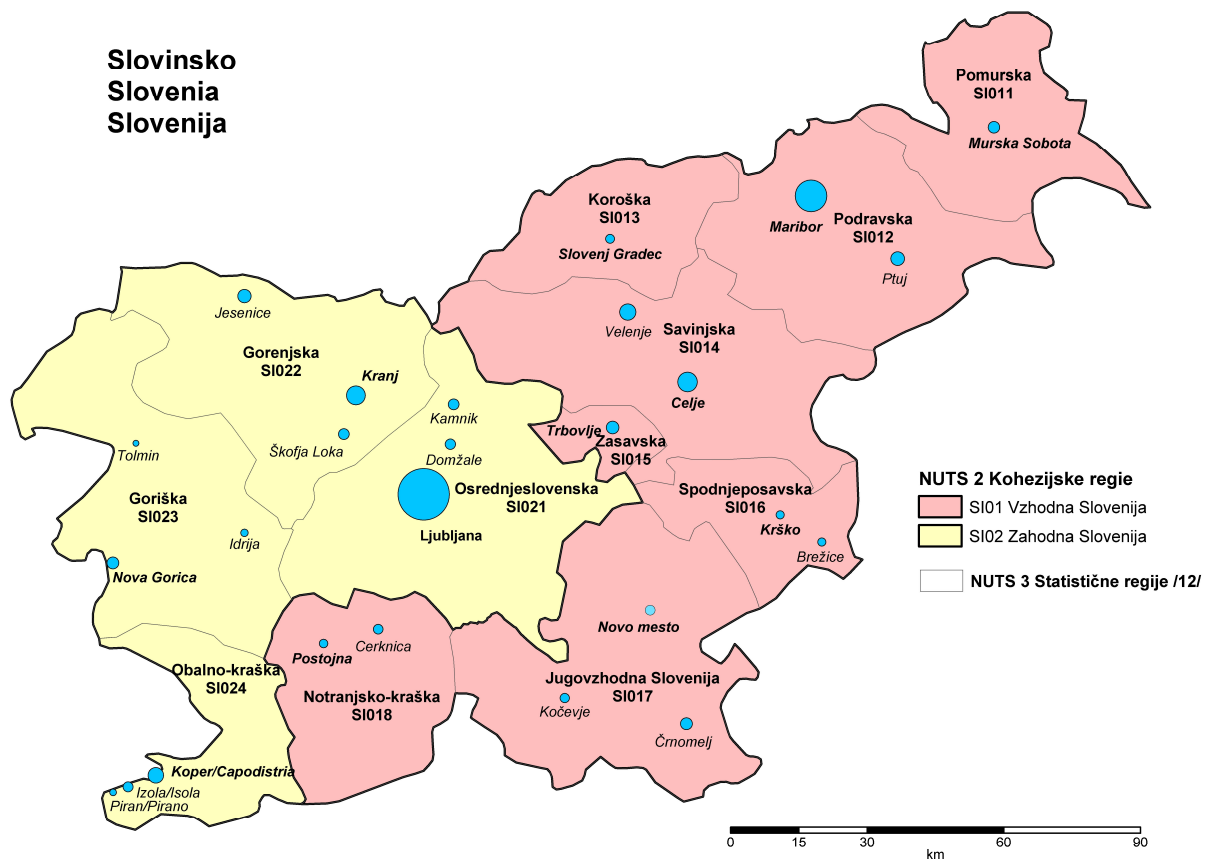 Slovinsko
Slovenia
Slovenija
Pomurska
SI011
Murska Sobota
Koroška
SI013
Slovenj Gradec
Maribor
Podravska
SI012
Ptuj
Jesenice
Velenje
Savinjska
SI014
Gorenjska
SI022
Kranj
Celje
Kamnik
Trbovlje
Zasavska
SI015
Škofja Loka
Domžale
Tolmin
Goriška
SI023
Osrednjeslovenska
SI021
Ljubljana
Spodnjeposavska
SI016
Krško
Brežice
Idrija
Nova Gorica
NUTS 2 Kohezijske regie
SI01 Vzhodna Slovenija
SI02 Zahodna Slovenija
NUTS 3 Statistične regije /12/
Novo mesto
Cerknica
Postojna
Obalno-kraška
SI024
Notranjsko-kraška
SI018
Jugovzhodna Slovenija
SI017
Kočevje
Črnomelj
Koper/Capodistria
Izola/Isola
Piran/Pirano
0 15 30 60 90
km